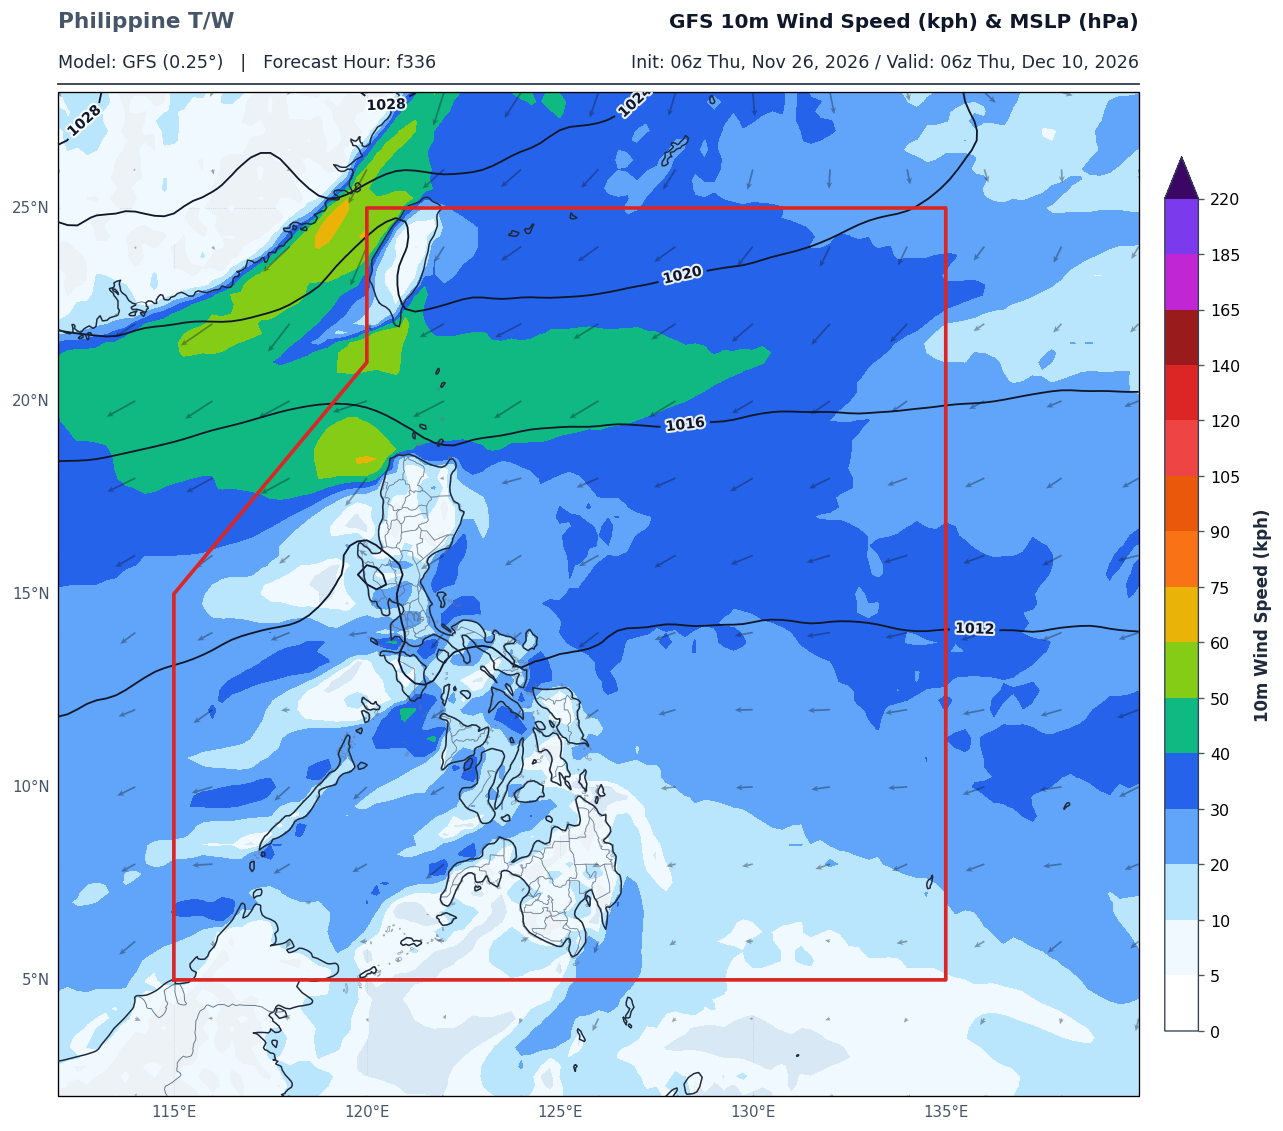 Philippine T/W
GFS 10m Wind Speed (kph) & MSLP (hPa)
Model: GFS (0.25°)   |   Forecast Hour: f336
Init: 06z Thu, Nov 26, 2026 / Valid: 06z Thu, Dec 10, 2026
1028
1028
1024
1020
1016
1012
25°N
20°N
15°N
10°N
5°N
115°E
120°E
125°E
130°E
135°E
220
185
165
140
120
105
90
75
60
50
40
30
20
10
5
0
10m Wind Speed (kph)